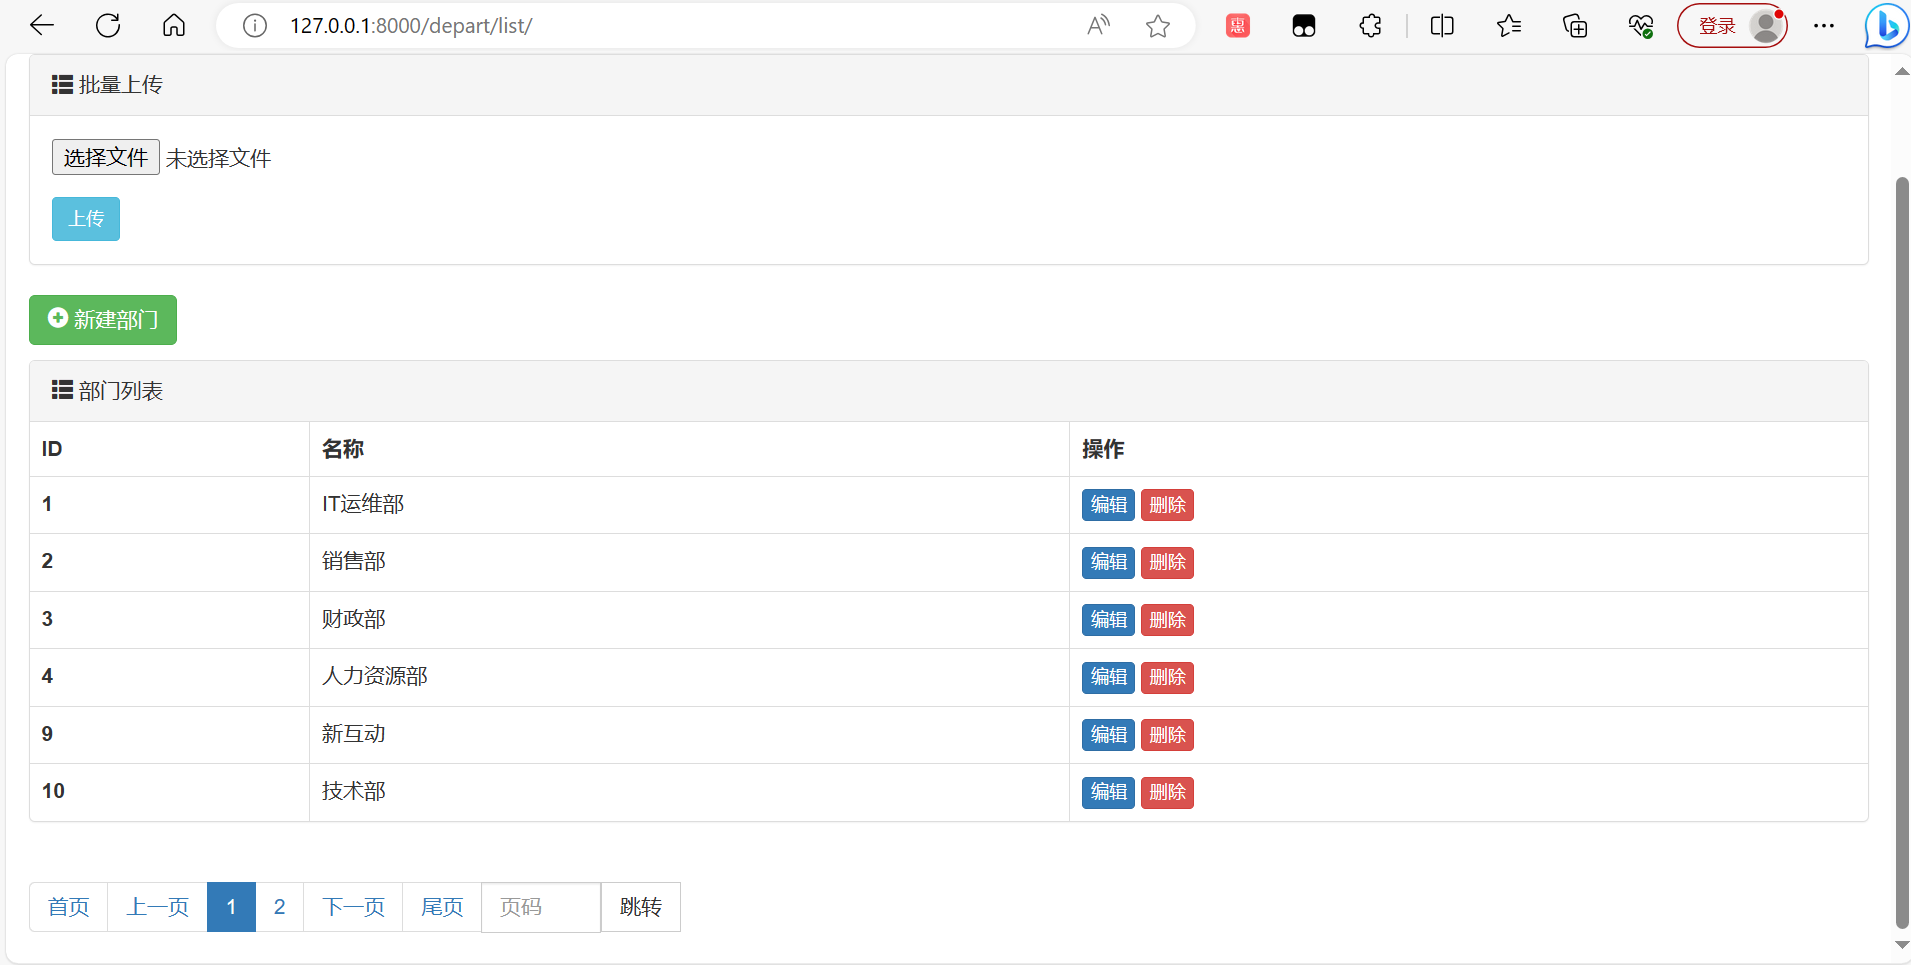 127.0.0.1:8000/depart/list/
惠
登录
批量上传
选择文件 未选择文件
上传
新建部门
部门列表
ID 名称 操作
1 IT运维部 编辑 删除
2 销售部 编辑 删除
3 财政部 编辑 删除
4 人力资源部 编辑 删除
9 新互动 编辑 删除
10 技术部 编辑 删除
首页 上一页 1 2 下一页 尾页 页码 跳转